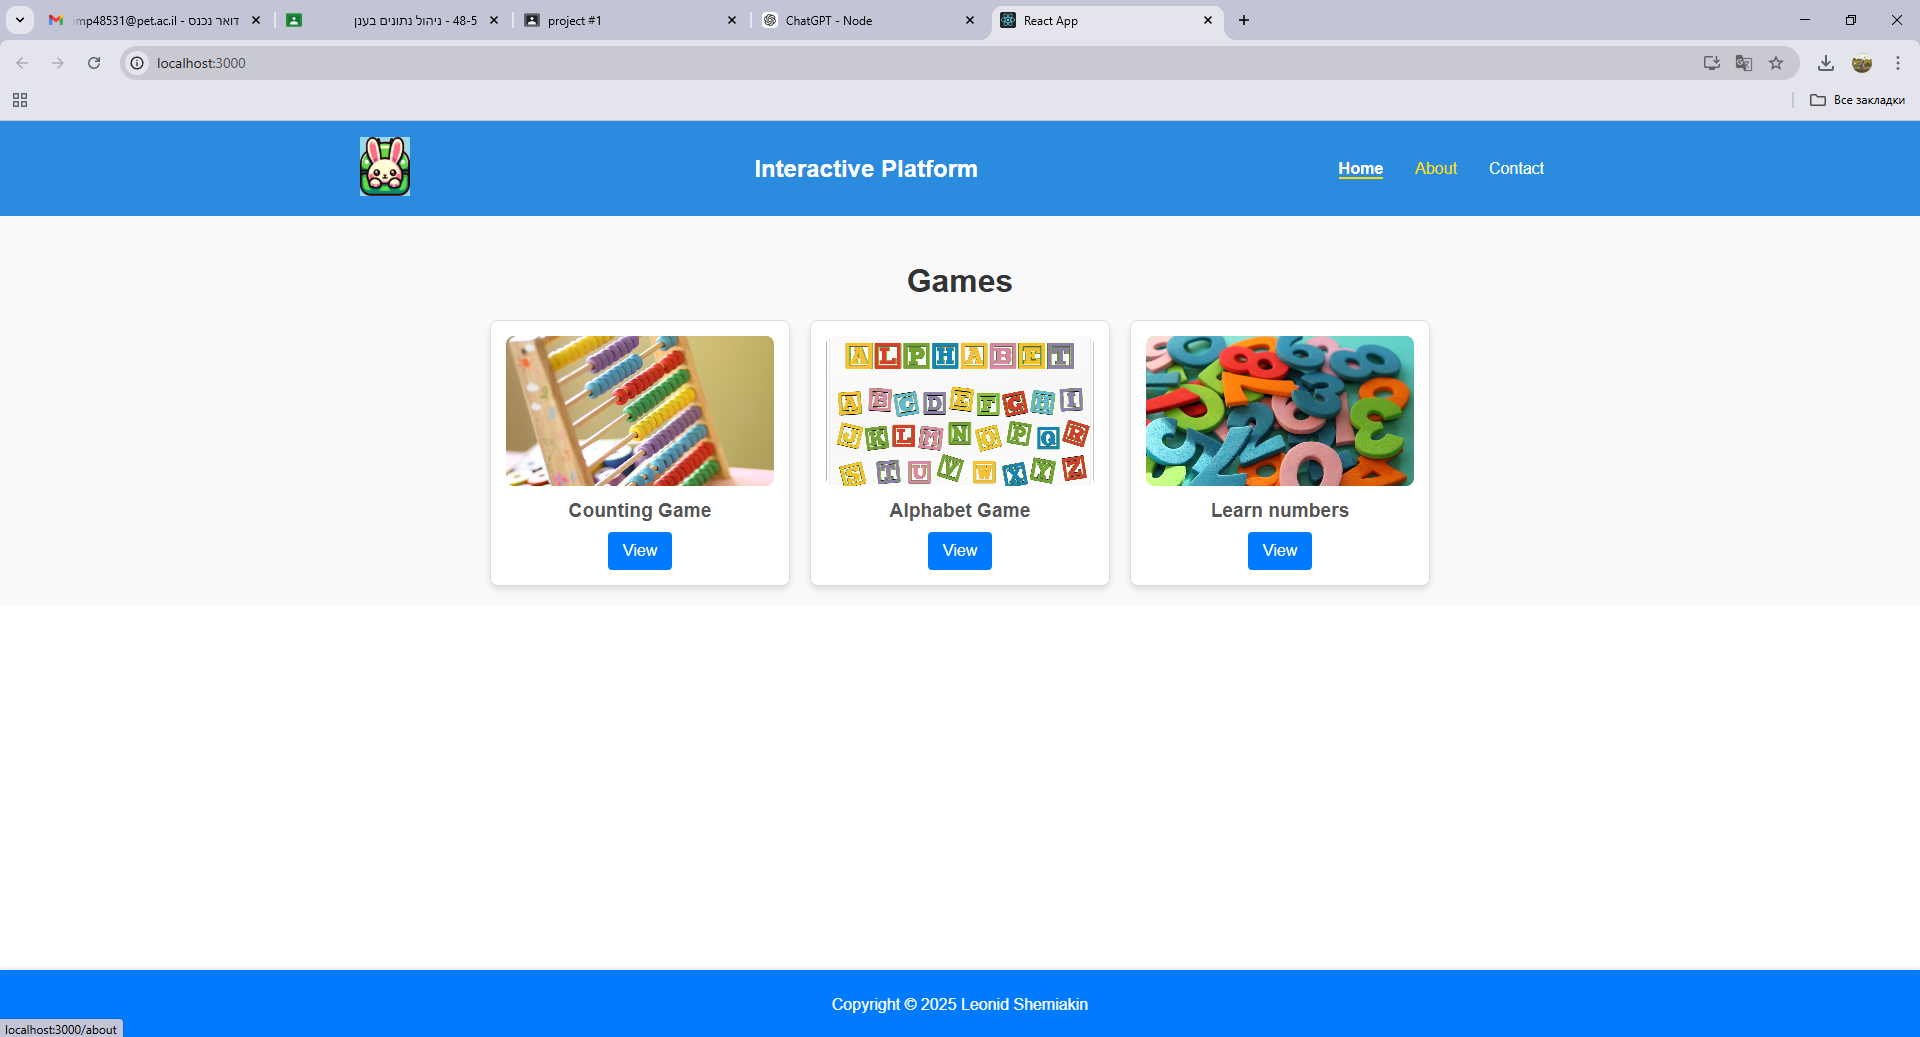 mp48531@pet.ac.il - דואר נכנס
48-5 - ניהול נתונים בענן
project #1
ChatGPT - Node
React App
localhost:3000
Все закладки
Interactive Platform
Home
About
Contact
Games
ALPHABET
ABCDEFGHI
JKLMNOPQR
STUVWXYZ
Counting Game
Alphabet Game
Learn numbers
View
View
View
Copyright © 2025 Leonid Shemiakin
localhost:3000/about